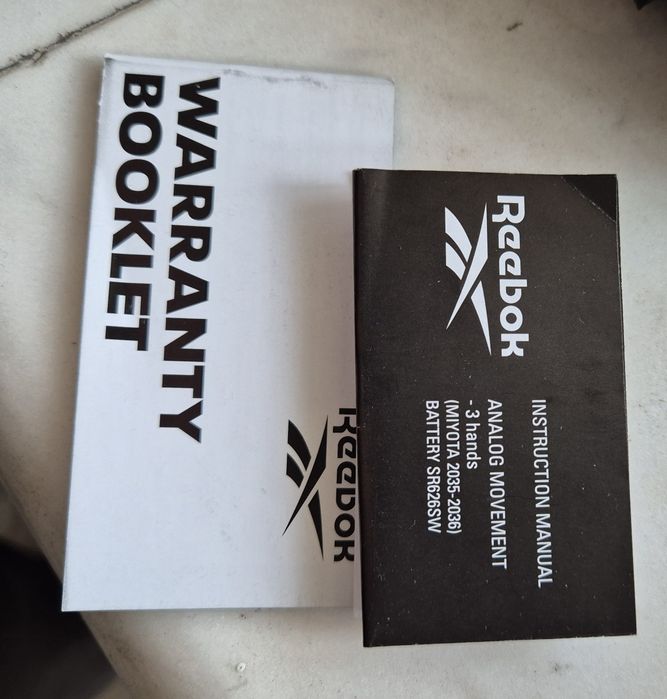 WARRANTY
BOOKLET
Reebok
Reebok
INSTRUCTION MANUAL
ANALOG MOVEMENT
- 3 hands
(MIYOTA 2035-2036)
BATTERY SR626SW